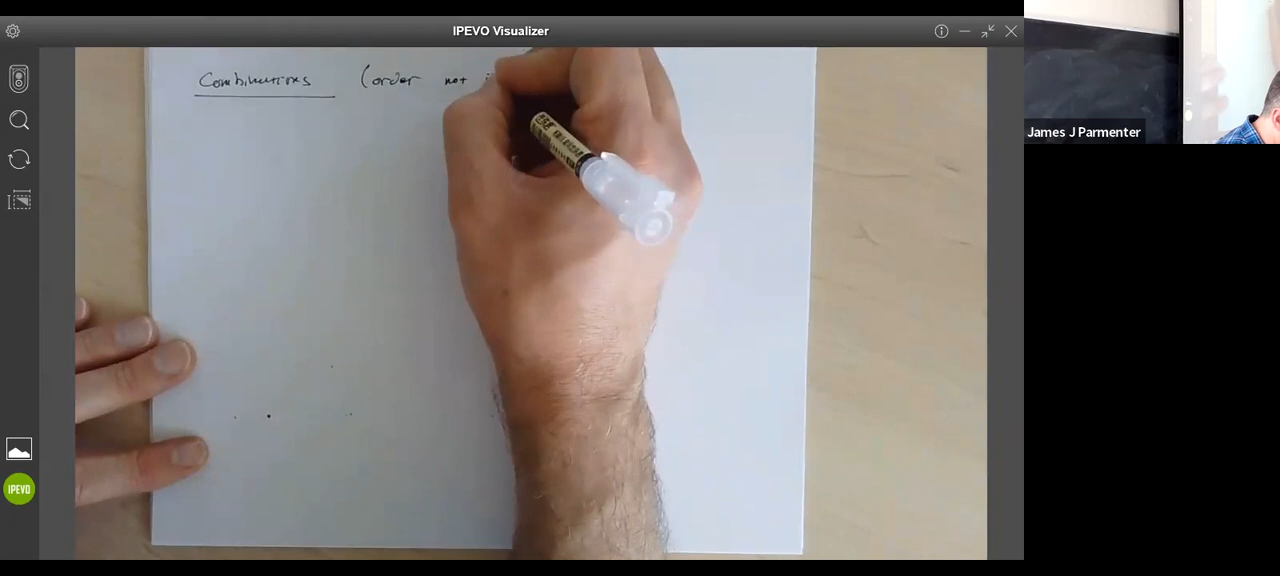 IPEVO Visualizer
Combinations (order not
James J Parmenter
IPEVO